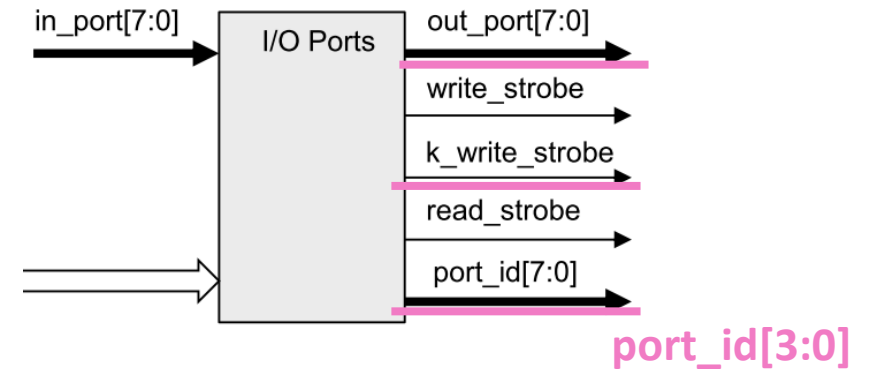 in_port[7:0]
I/O Ports
out_port[7:0]
write_strobe
k_write_strobe
read_strobe
port_id[7:0]
port_id[3:0]